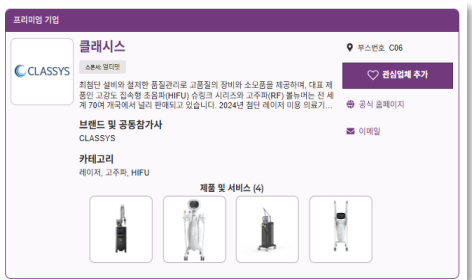 프리미엄 기업
CLASSYS
클래시스
스폰서: 멀티밋
최첨단 설비와 철저한 품질관리로 고품질의 장비와 소모품을 제공하며, 대표 제
품인 고강도 집속형 초음파(HIFU) 슈링크 시리즈와 고주파(RF) 볼뉴머는 전 세
계 70여 개국에서 널리 판매되고 있습니다. 2024년 첨단 레이저 미용 의료기...
브랜드 및 공동참가사
CLASSYS
카테고리
레이저, 고주파, HIFU
부스번호 C06
관심업체 추가
공식 홈페이지
이메일
제품 및 서비스 (4)